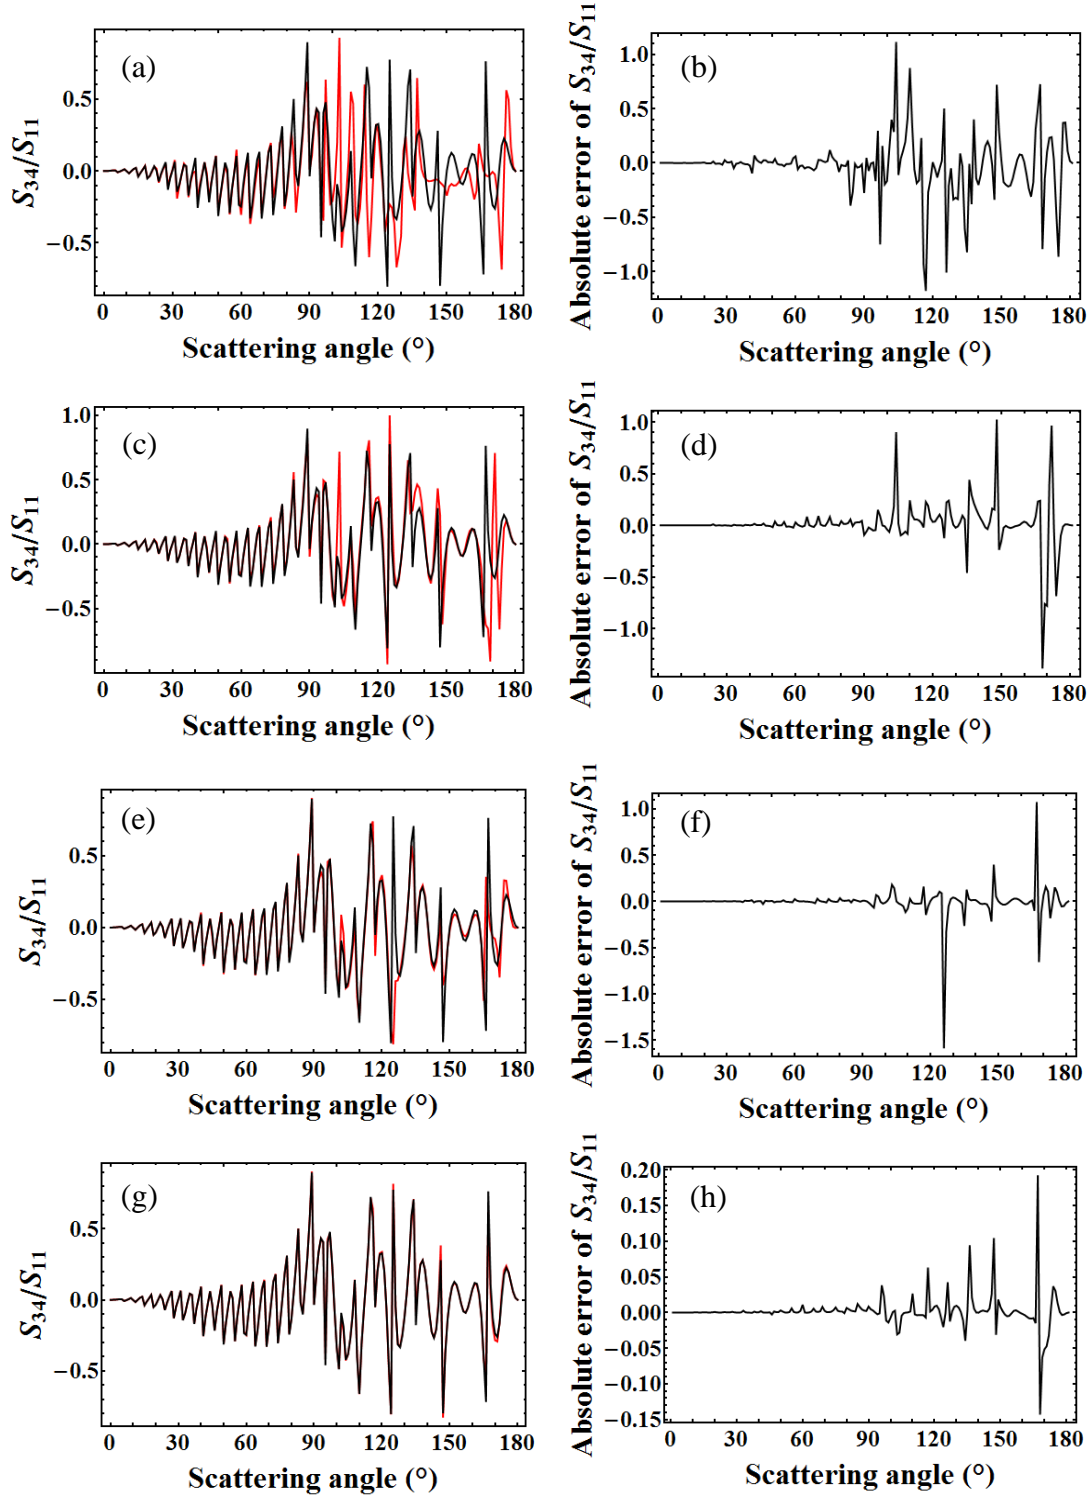 (a)
S34/S11
0.5
0.0
−0.5
0 30 60 90 120 150 180
Scattering angle (°)
(b)
Absolute error of S34/S11
1.0
0.5
0.0
−0.5
−1.0
0 30 60 90 120 150 180
Scattering angle (°)
(c)
S34/S11
1.0
0.5
0.0
−0.5
0 30 60 90 120 150 180
Scattering angle (°)
(d)
Absolute error of S34/S11
1.0
0.5
0.0
−0.5
−1.0
0 30 60 90 120 150 180
Scattering angle (°)
(e)
S34/S11
0.5
0.0
−0.5
0 30 60 90 120 150 180
Scattering angle (°)
(f)
Absolute error of S34/S11
1.0
0.5
0.0
−0.5
−1.0
−1.5
0 30 60 90 120 150 180
Scattering angle (°)
(g)
S34/S11
0.5
0.0
−0.5
0 30 60 90 120 150 180
Scattering angle (°)
(h)
Absolute error of S34/S11
0.20
0.15
0.10
0.05
0.00
−0.05
−0.10
−0.15
0 30 60 90 120 150 180
Scattering angle (°)